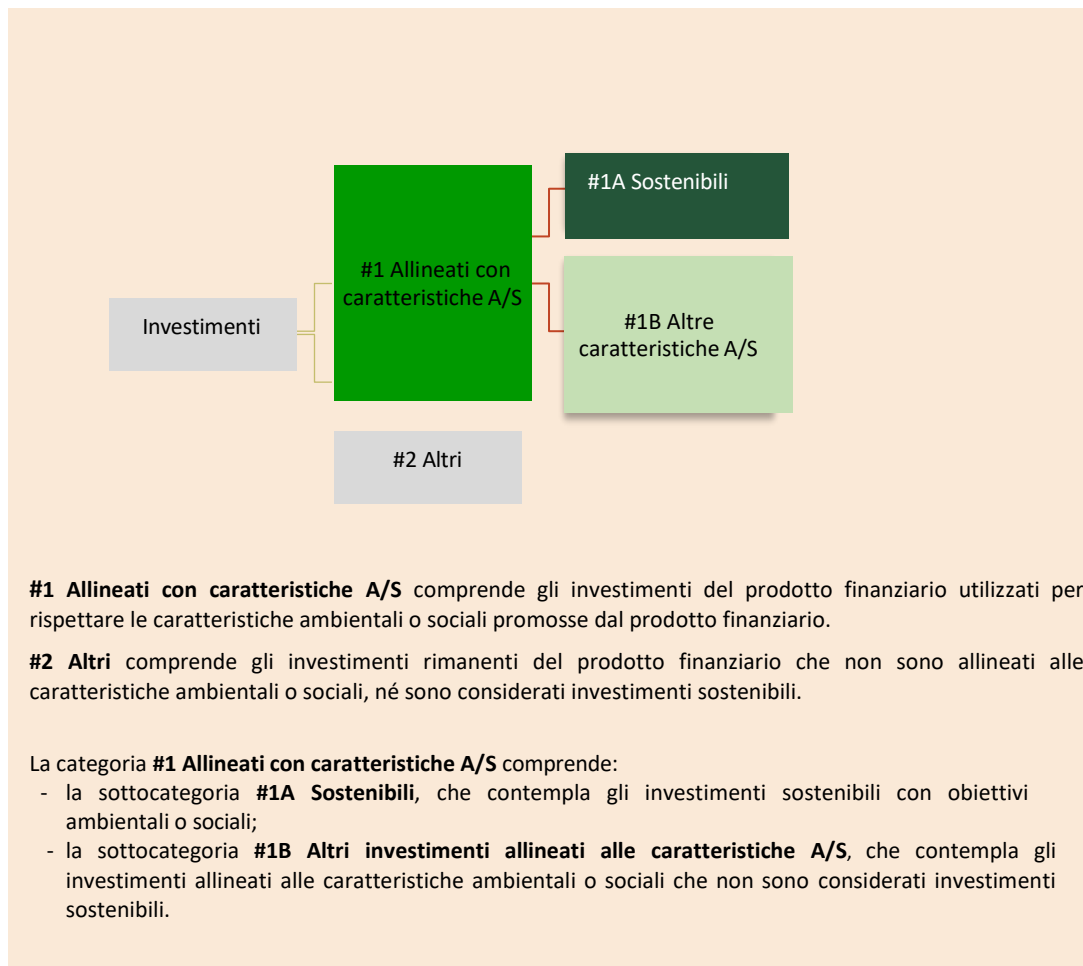 #1A Sostenibili
#1 Allineati con
caratteristiche A/S
Investimenti
#1B Altre
caratteristiche A/S
#2 Altri
#1 Allineati con caratteristiche A/S comprende gli investimenti del prodotto finanziario utilizzati per
rispettare le caratteristiche ambientali o sociali promosse dal prodotto finanziario.
#2 Altri comprende gli investimenti rimanenti del prodotto finanziario che non sono allineati alle
caratteristiche ambientali o sociali, né sono considerati investimenti sostenibili.
La categoria #1 Allineati con caratteristiche A/S comprende:
- la sottocategoria #1A Sostenibili, che contempla gli investimenti sostenibili con obiettivi
ambientali o sociali;
- la sottocategoria #1B Altri investimenti allineati alle caratteristiche A/S, che contempla gli
investimenti allineati alle caratteristiche ambientali o sociali che non sono considerati investimenti
sostenibili.